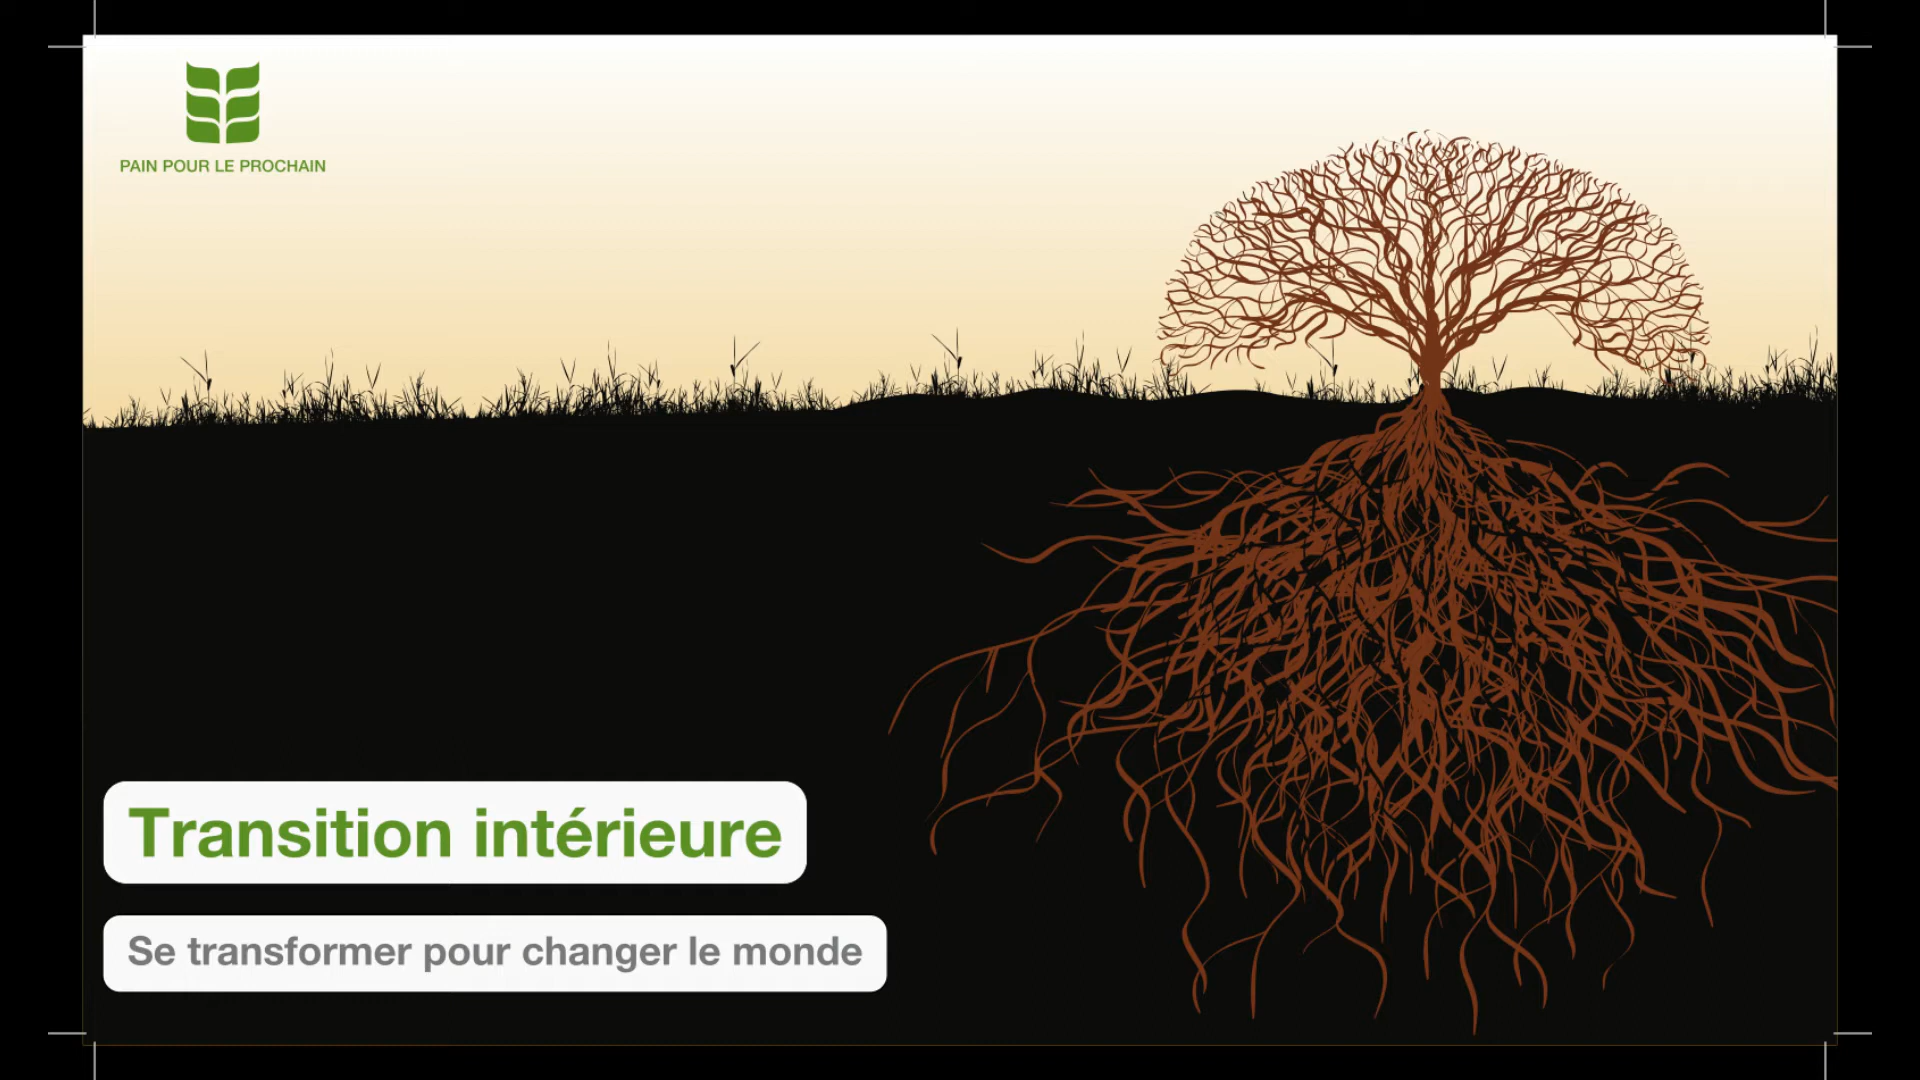 PAIN POUR LE PROCHAIN
Transition intérieure
Se transformer pour changer le monde